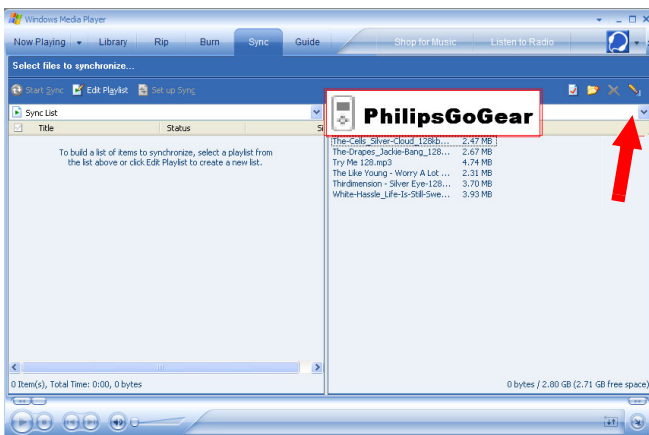 Windows Media Player
Now Playing Library Rip Burn Sync Guide Shop for Music Listen to Radio
Select files to synchronize...
Start Sync Edit Playlist Set up Sync
Sync List
PhilipsGoGear
Title Status
To build a list of items to synchronize, select a playlist from
the list above or click Edit Playlist to create a new list.
The-Cells_Silver-Cloud_128kb... 2.47 MB
The-Drapes_Jackie-Bang_128... 2.67 MB
Try Me 128.mp3 4.74 MB
The Like Young - Worry A Lot ... 2.31 MB
Thirdimension - Silver Eye-128... 3.70 MB
White-Hassle_Life-Is-Still-Swe... 3.93 MB
0 Item(s), Total Time: 0:00, 0 bytes
0 bytes / 2.80 GB (2.71 GB free space)